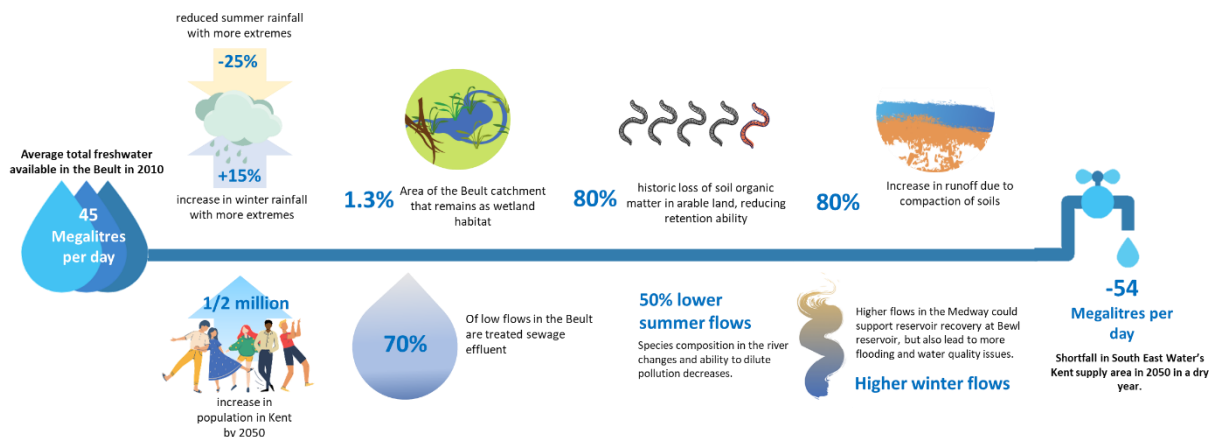 Average total freshwater
available in the Beult in 2010
45
Megalitres
per day
reduced summer rainfall
with more extremes
-25%
+15%
increase in winter rainfall
with more extremes
1.3%
Area of the Beult catchment
that remains as wetland
habitat
80%
historic loss of soil organic
matter in arable land, reducing
retention ability
80%
Increase in runoff due to
compaction of soils
1/2 million
increase in
population in Kent
by 2050
70%
Of low flows in the Beult
are treated sewage
effluent
50% lower
summer flows
Species composition in the river
changes and ability to dilute
pollution decreases.
Higher flows in the Medway could
support reservoir recovery at Bewl
reservoir, but also lead to more
flooding and water quality issues.
Higher winter flows
-54
Megalitres per
day
Shortfall in South East Water's
Kent supply area in 2050 in a dry
year.